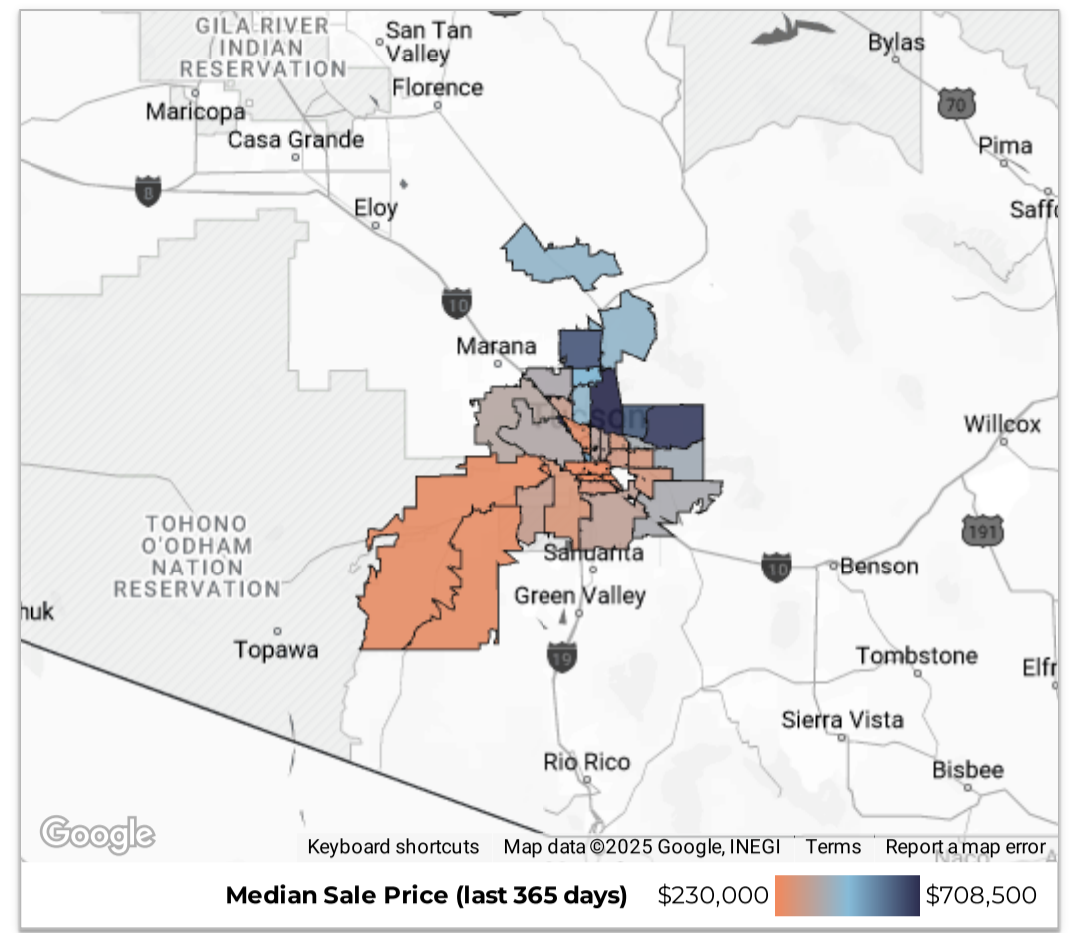 GILA RIVER
INDIAN
RESERVATION
San Tan
Valley
Bylas
Florence
Maricopa
70
Casa Grande
Pima
8
Eloy
Saffo
10
Marana
Tucson
Willcox
TOHONO
O'ODHAM
NATION
RESERVATION
191
Sahuarita
10
Benson
Green Valley
huk
Topawa
19
Tombstone
Elfr
Sierra Vista
Rio Rico
Bisbee
Google
Keyboard shortcuts
Map data ©2025 Google, INEGI
Terms
Report a map error
Naco
Median Sale Price (last 365 days)
$230,000
$708,500